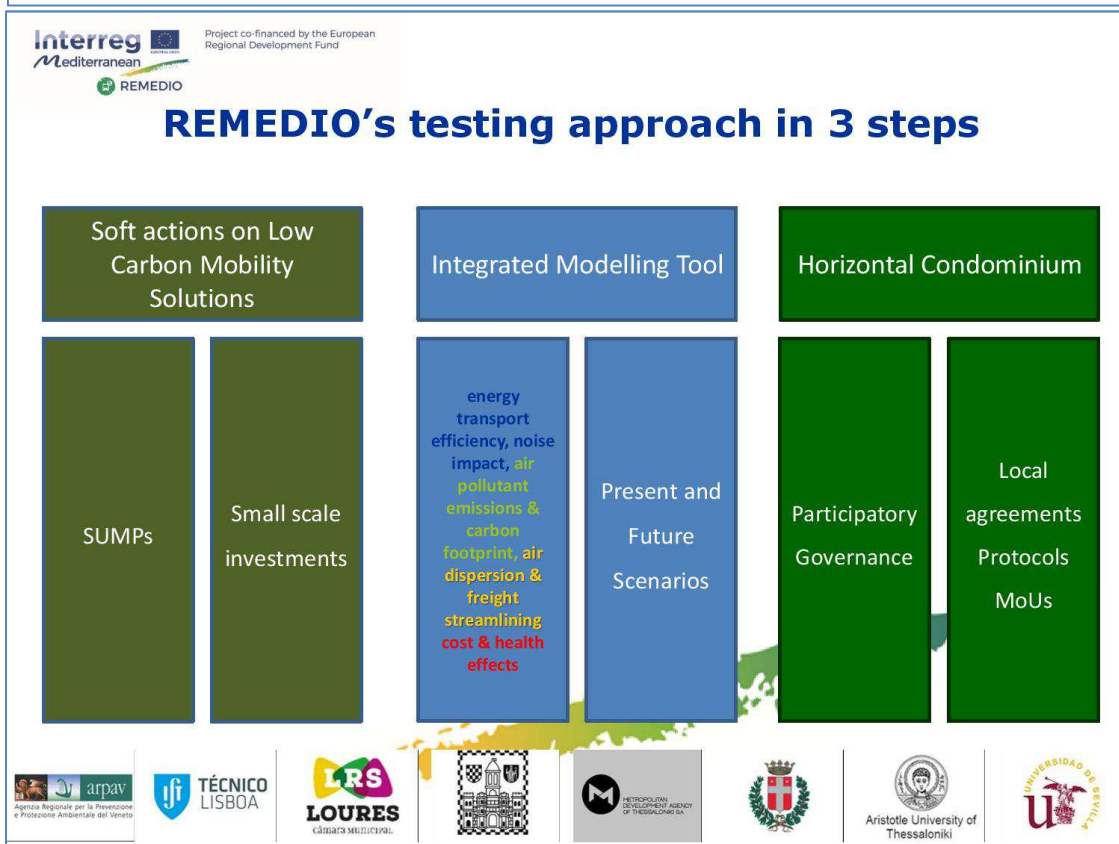 Interreg
Mediterranean
REMEDIO
EUROPEAN UNION
Project co-financed by the European
Regional Development Fund
REMEDIO's testing approach in 3 steps
Soft actions on Low
Carbon Mobility
Solutions
SUMPs
Small scale
investments
Integrated Modelling Tool
energy
transport
efficiency, noise
impact, air
pollutant
emissions &
carbon
footprint, air
dispersion &
freight
streamlining
cost & health
effects
Present and
Future
Scenarios
Horizontal Condominium
Participatory
Governance
Local
agreements
Protocols
MoUs
arpav
Agenzia Regionale per la Prevenzione
e Protezione Ambientale del Veneto
TÉCNICO
LISBOA
LRS
LOURES
CÂMARA MUNICIPAL
M
METROPOLITAN
DEVELOPMENT AGENCY
OF THESSALONIKI SA
Aristotle University of
Thessaloniki
UNIVERSIDAD DE SEVILLA